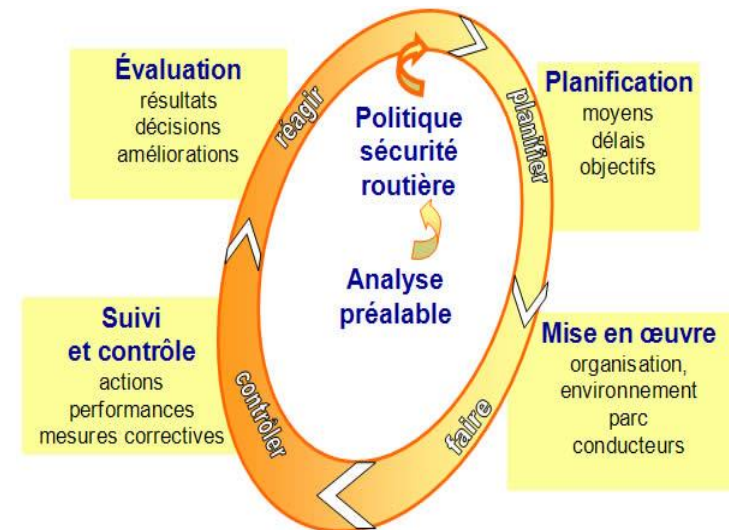 Évaluation
résultats
décisions
améliorations
réagir
Politique
sécurité
routière
Analyse
préalable
planifier
Planification
moyens
délais
objectifs
Suivi
et contrôle
actions
performances
mesures correctives
contrôler
faire
Mise en œuvre
organisation,
environnement
parc
conducteurs